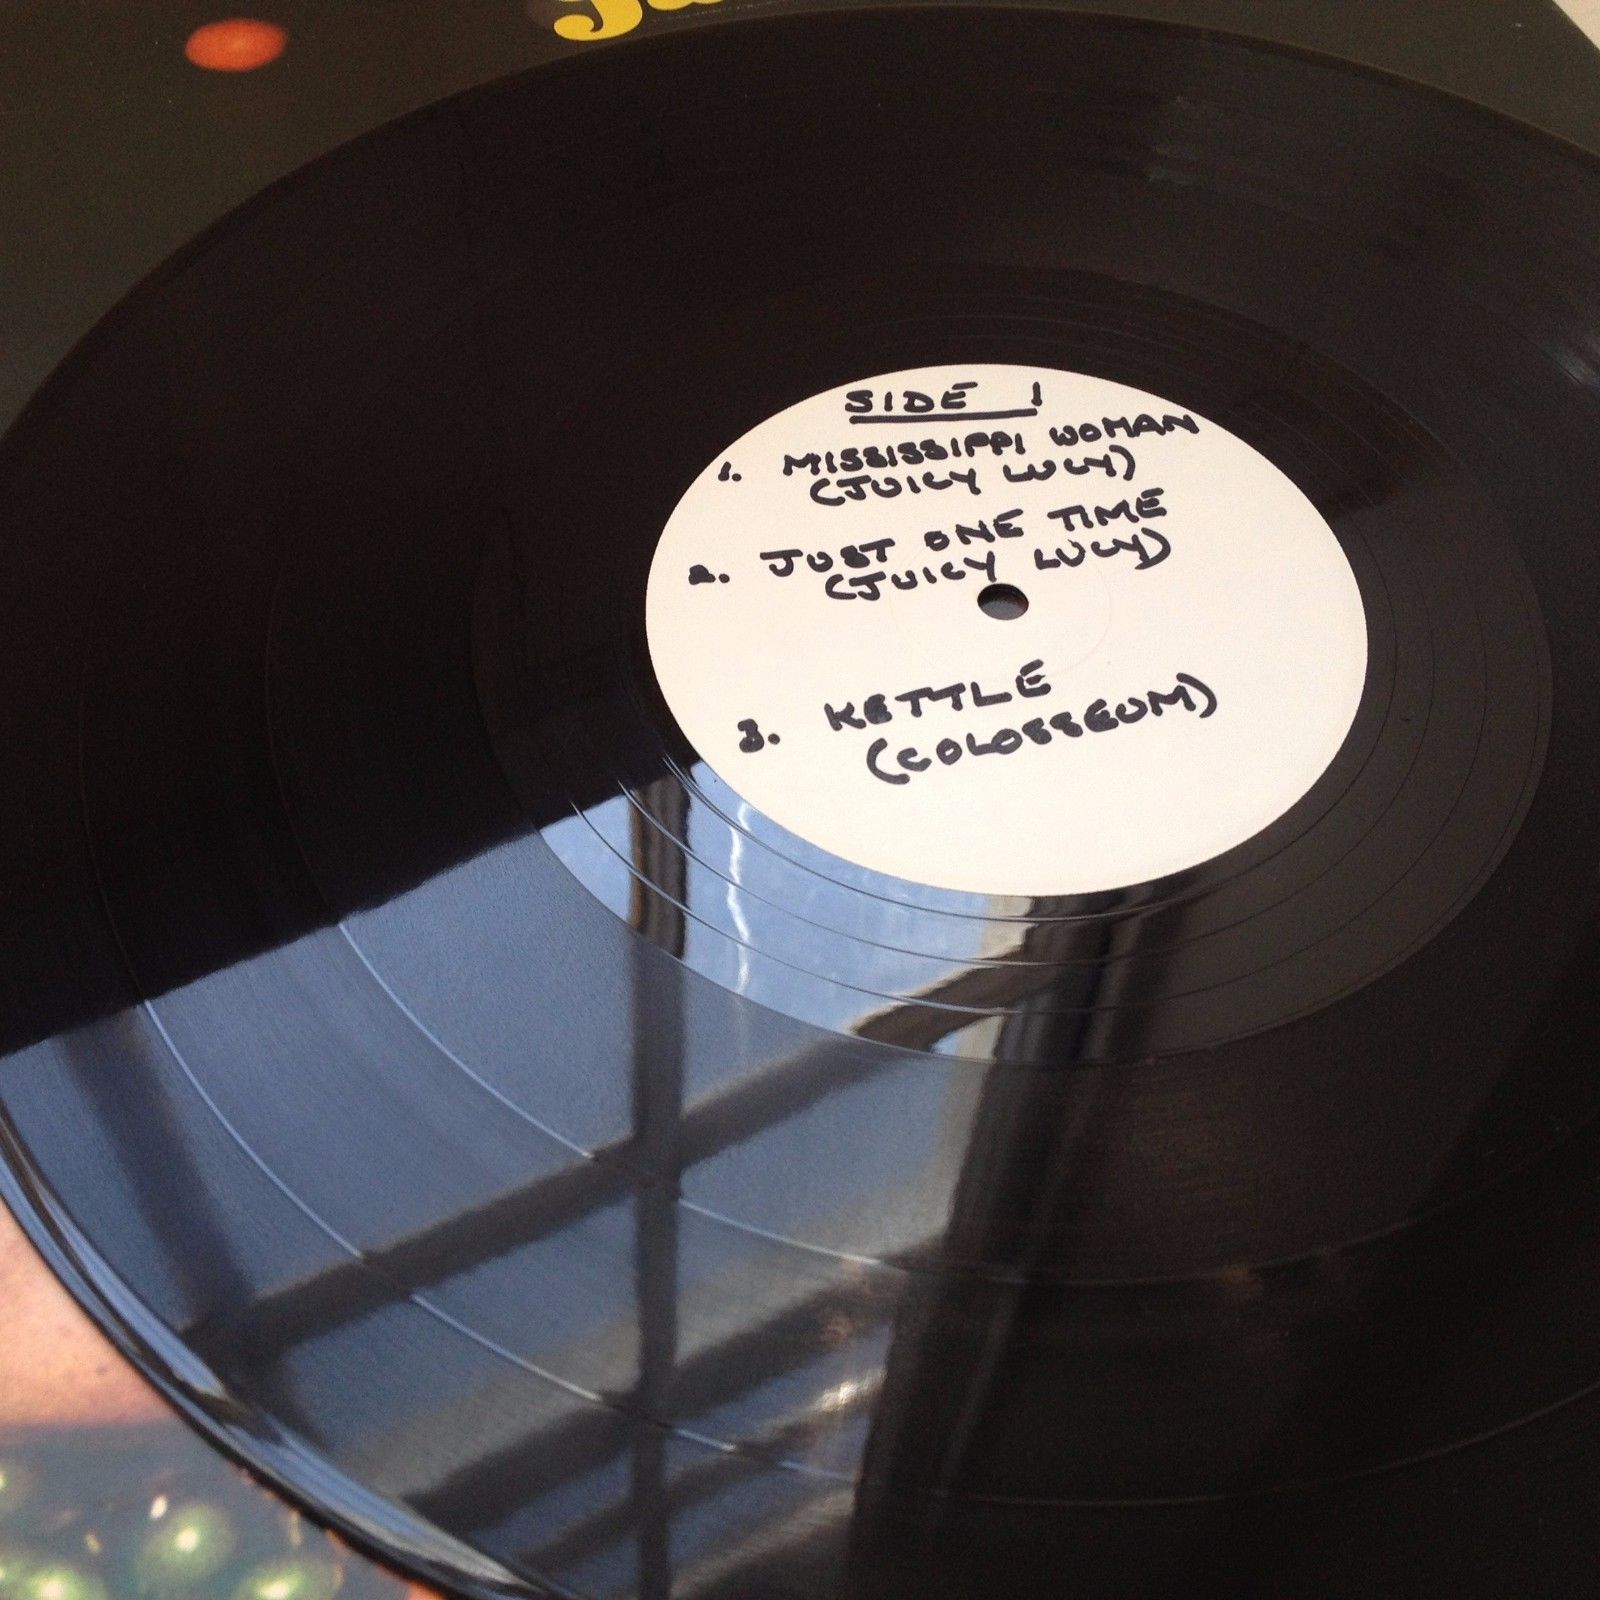 SIDE 1
1. MISSISSIPPI WOMAN
(JUICY LUCY)
2. JUST ONE TIME
(JUICY LUCY)
3. KETTLE
(COLOSSEUM)